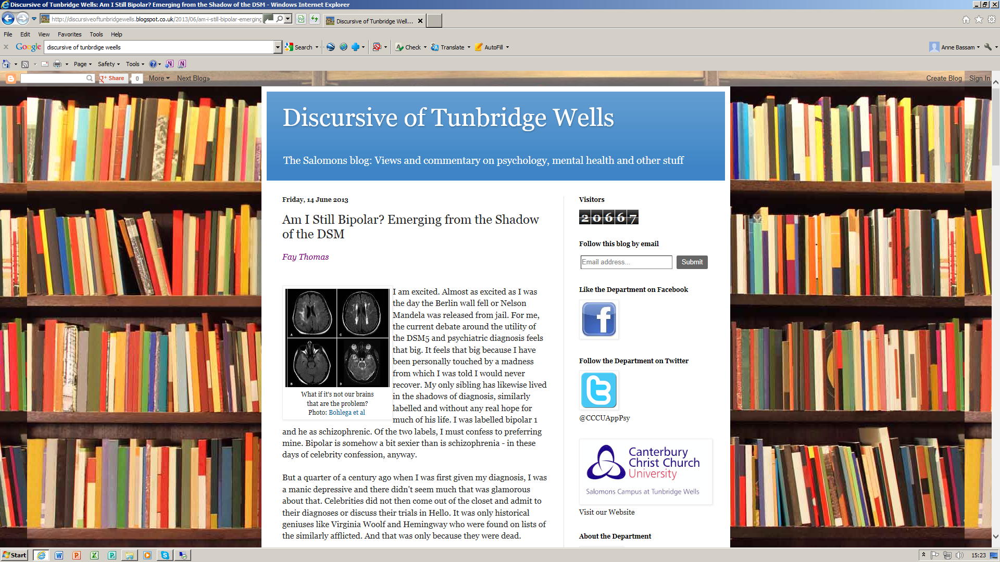 Discursive of Tunbridge Wells: Am I Still Bipolar? Emerging from the Shadow of the DSM - Windows Internet Explorer
http://discursiveoftunbridgewells.blogspot.co.uk/2013/06/am-i-still-bipolar-emerging
Discursive of Tunbridge Well...
File Edit View Favorites Tools Help
Google discursive of tunbrdige weells Search Check Translate AutoFill Anne Bassam
Page Safety Tools
g+ Share 0 More Next Blog» Create Blog Sign In
Discursive of Tunbridge Wells
The Salomons blog: Views and commentary on psychology, mental health and other stuff
Friday, 14 June 2013
Am I Still Bipolar? Emerging from the Shadow
of the DSM
Fay Thomas
A
C
B
D
What if it's not our brains
that are the problem?
Photo: Bohlega et al
I am excited. Almost as excited as I was
the day the Berlin wall fell or Nelson
Mandela was released from jail. For me,
the current debate around the utility of
the DSM5 and psychiatric diagnosis feels
that big. It feels that big because I have
been personally touched by a madness
from which I was told I would never
recover. My only sibling has likewise lived
in the shadows of diagnosis, similarly
labelled and without any real hope for
much of his life. I was labelled bipolar 1
and he as schizophrenic. Of the two labels, I must confess to preferring
mine. Bipolar is somehow a bit sexier than is schizophrenia - in these
days of celebrity confession, anyway.
But a quarter of a century ago when I was first given my diagnosis, I was
a manic depressive and there didn't seem much that was glamorous
about that. Celebrities did not then come out of the closet and admit to
their diagnoses or discuss their trials in Hello. It was only historical
geniuses like Virginia Woolf and Hemingway who were found on lists of
the similarly afflicted. And that was only because they were dead.
Visitors
20667
Follow this blog by email
Email address... Submit
Like the Department on Facebook
f
Follow the Department on Twitter
t
@CCCUAppPsy
Canterbury
Christ Church
University
Salomons Campus at Tunbridge Wells
Visit our Website
About the Department
Start 15:23